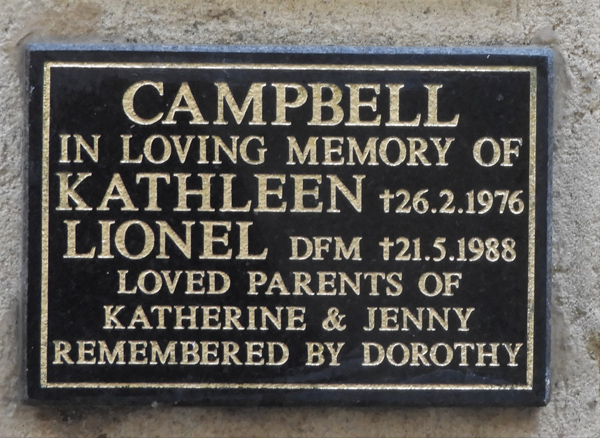 CAMPBELL
IN LOVING MEMORY OF
KATHLEEN †26.2.1976
LIONEL DFM †21.5.1988
LOVED PARENTS OF
KATHERINE & JENNY
REMEMBERED BY DOROTHY